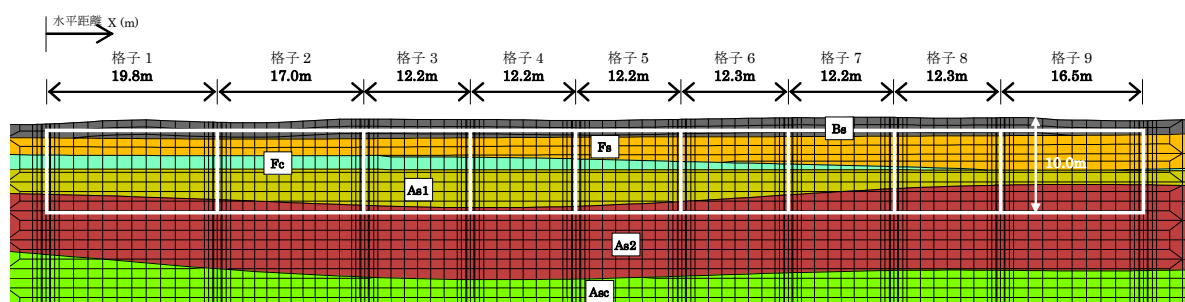 水平距離 X (m)
格子 1 格子 2 格子 3 格子 4 格子 5 格子 6 格子 7 格子 8 格子 9
19.8m 17.0m 12.2m 12.2m 12.2m 12.3m 12.2m 12.3m 16.5m
Bs
Fs
Fc
10.0m
As1
As2
Asc